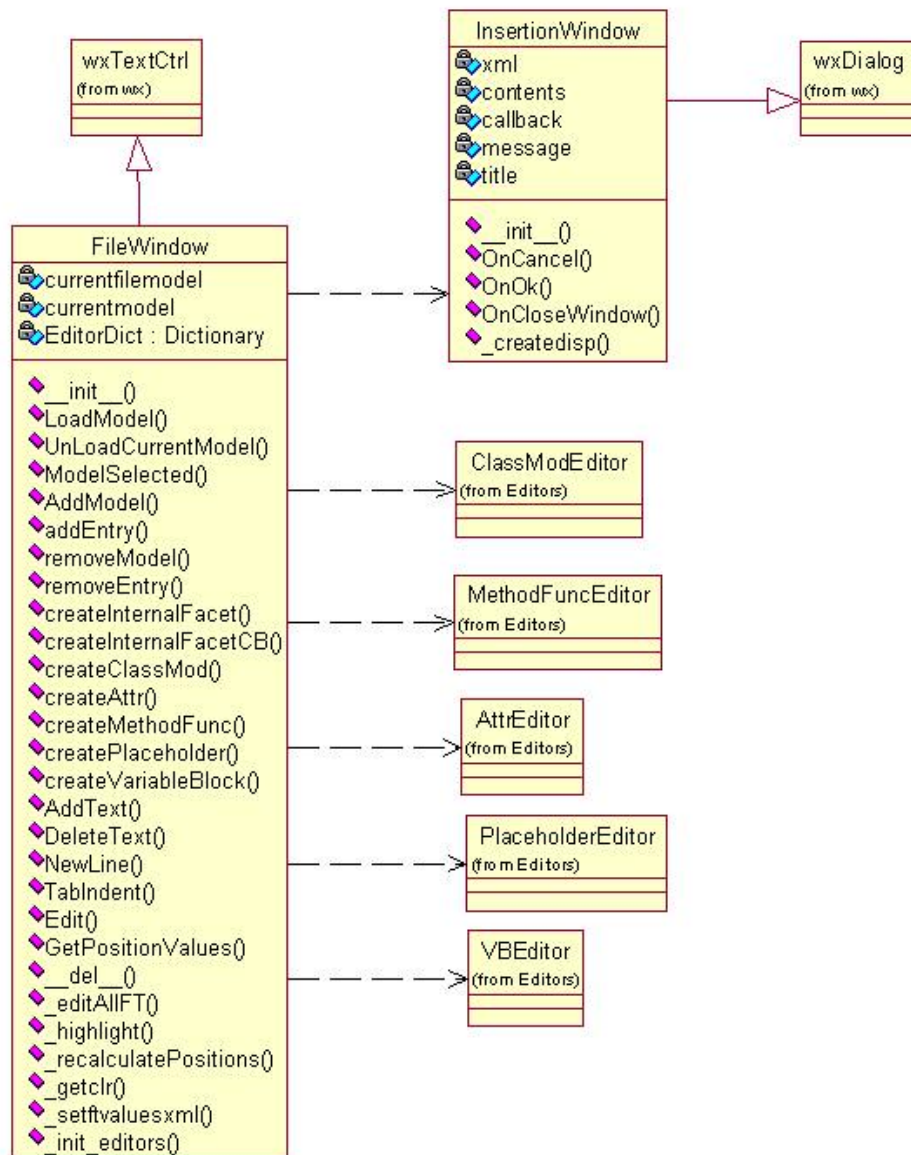 wxTextCtrl
(from wx)
InsertionWindow
xml
contents
callback
message
title
__init__()
OnCancel()
OnOk()
OnCloseWindow()
_createdisp()
wxDialog
(from wx)
FileWindow
currentfilemodel
currentmodel
EditorDict : Dictionary
__init__()
LoadModel()
UnLoadCurrentModel()
ModelSelected()
AddModel()
addEntry()
removeModel()
removeEntry()
createInternalFacet()
createInternalFacetCB()
createClassMod()
createAttr()
createMethodFunc()
createPlaceholder()
createVariableBlock()
AddText()
DeleteText()
NewLine()
TabIndent()
Edit()
GetPositionValues()
__del__()
_editAllFT()
_highlight()
_recalculatePositions()
_getclr()
_setftvaluesxml()
_init_editors()
ClassModEditor
(from Editors)
MethodFuncEditor
(from Editors)
AttrEditor
(from Editors)
PlaceholderEditor
(from Editors)
VBEditor
(from Editors)